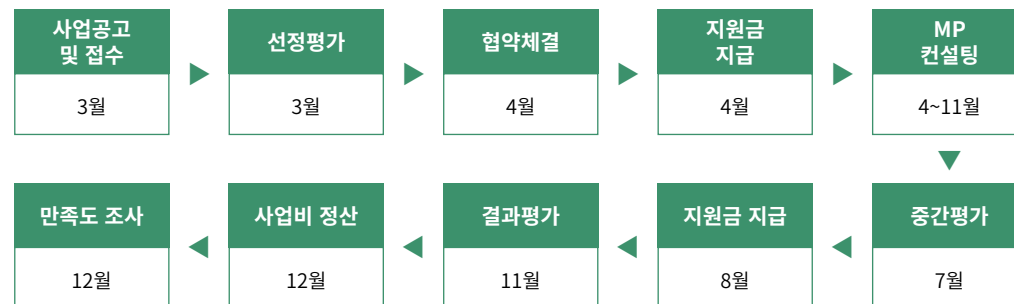 사업공고
및 접수
3월
선정평가
3월
협약체결
4월
지원금
지급
4월
MP
컨설팅
4~11월
중간평가
7월
지원금 지급
8월
결과평가
11월
사업비 정산
12월
만족도 조사
12월